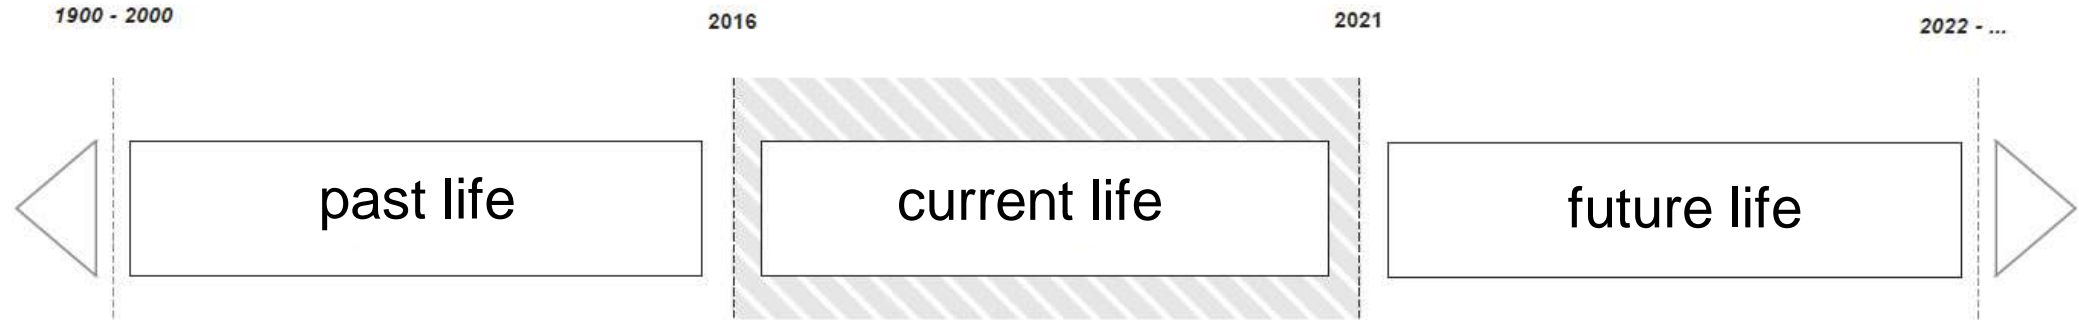 1900 - 2000
2016
2021
2022 - ...
past life
current life
future life